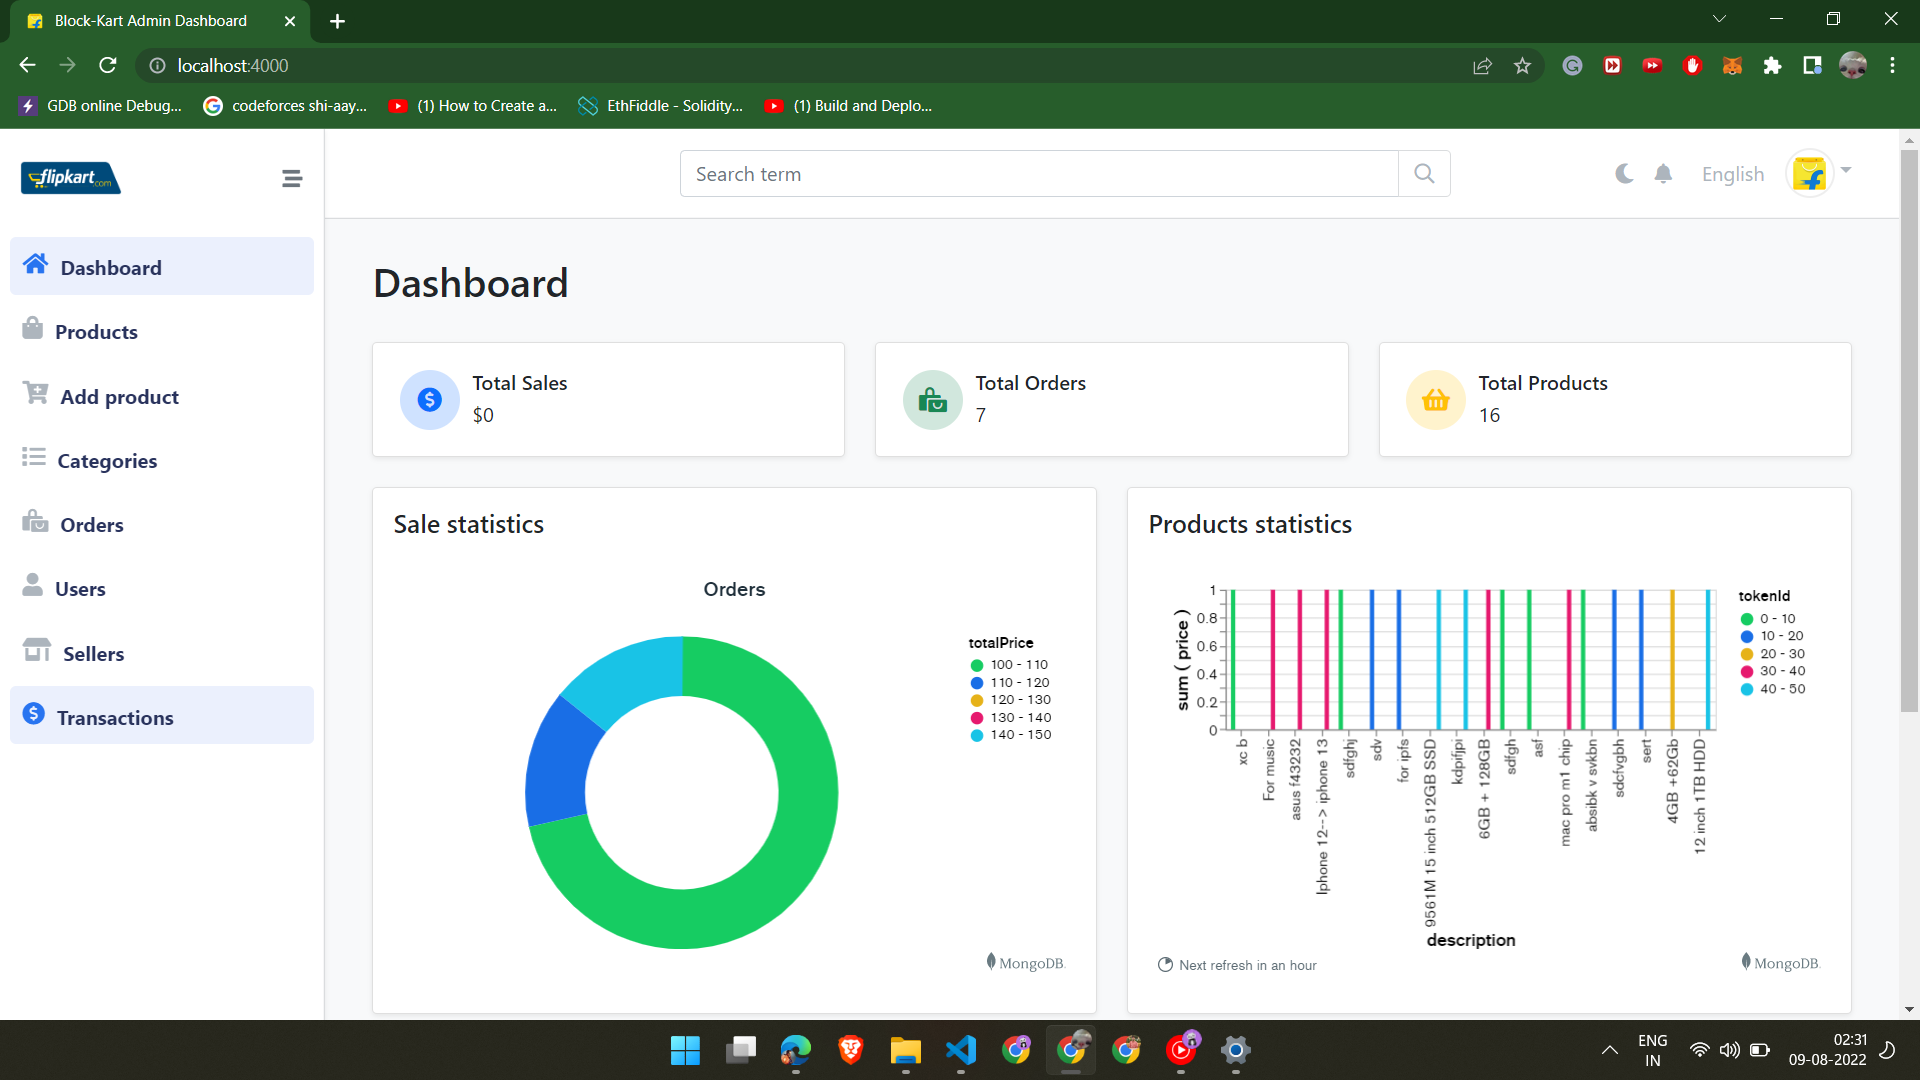 Block-Kart Admin Dashboard
localhost:4000
GDB online Debug...
codeforces shi-aay...
(1) How to Create a...
EthFiddle - Solidity...
(1) Build and Deplo...
flipkart.com
Search term
English
Dashboard
Products
Add product
Categories
Orders
Users
Sellers
Transactions
Dashboard
Total Sales
$0
Total Orders
7
Total Products
16
Sale statistics
Orders
totalPrice
100 - 110
110 - 120
120 - 130
130 - 140
140 - 150
MongoDB.
Products statistics
sum ( price )
1
0.8
0.6
0.4
0.2
0
xc b
For music
asus f43232
Iphone 12--> iphone 13
sdfghj
sdv
for ipfs
9561M 15 inch 512GB SSD
kdpifjpi
6GB + 128GB
sdfgh
asf
mac pro m1 chip
absibk v svkbn
sdcfvgbh
sert
4GB +62Gb
12 inch 1TB HDD
description
tokenId
0 - 10
10 - 20
20 - 30
30 - 40
40 - 50
Next refresh in an hour
MongoDB.
ENG
IN
02:31
09-08-2022